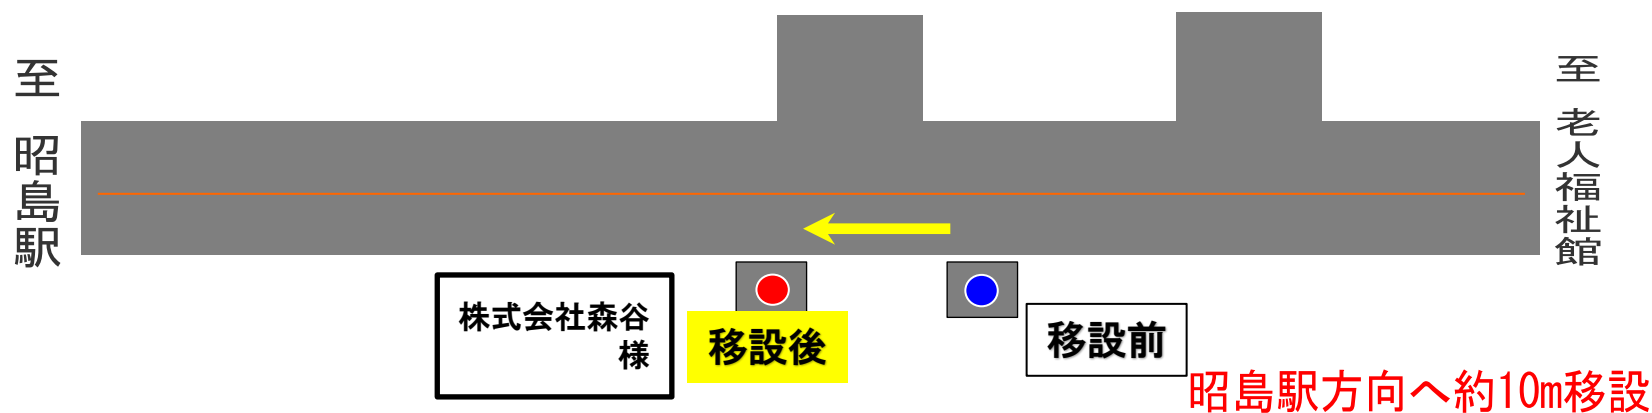 至 昭島駅
至 老人福祉館
株式会社森谷
様
移設後
移設前
昭島駅方向へ約10m移設